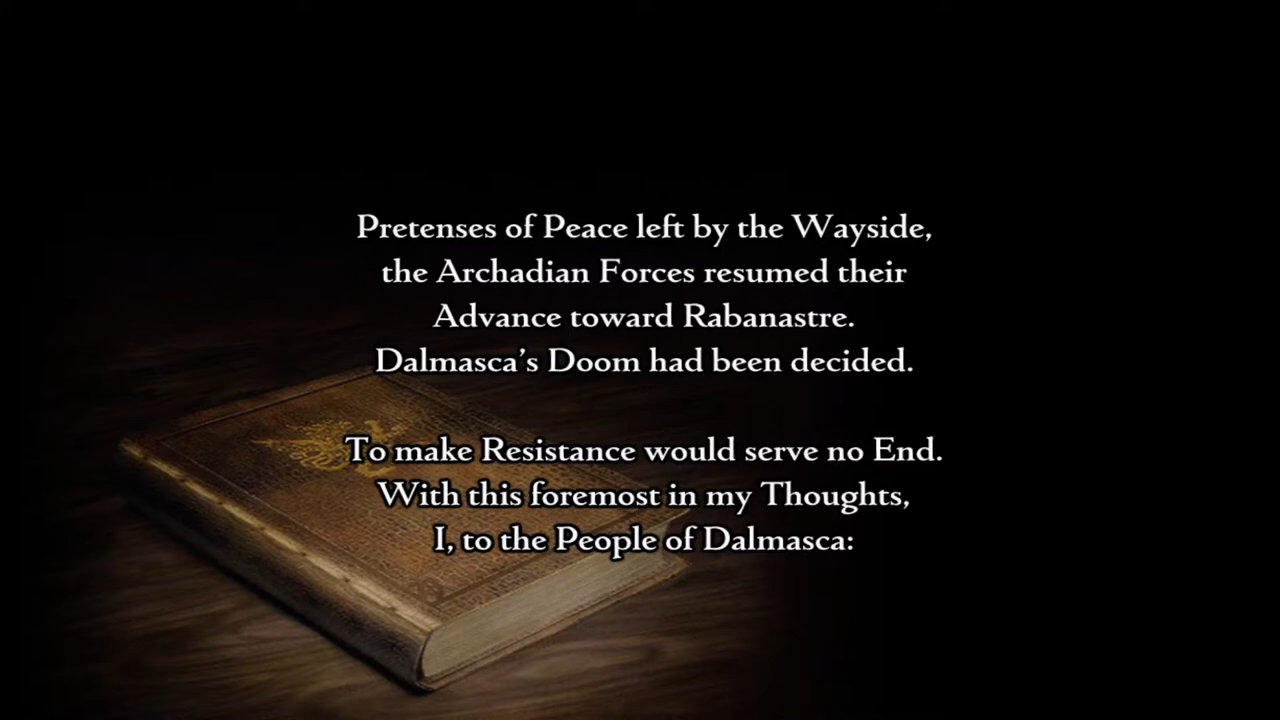 Pretenses of Peace left by the Wayside,
the Archadian Forces resumed their
Advance toward Rabanastre.
Dalmasca's Doom had been decided.
To make Resistance would serve no End.
With this foremost in my Thoughts,
I, to the People of Dalmasca: